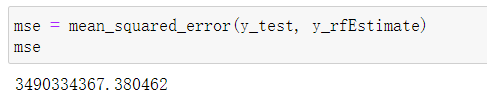 mse = mean_squared_error(y_test, y_rfEstimate)
mse
3490334367.380462